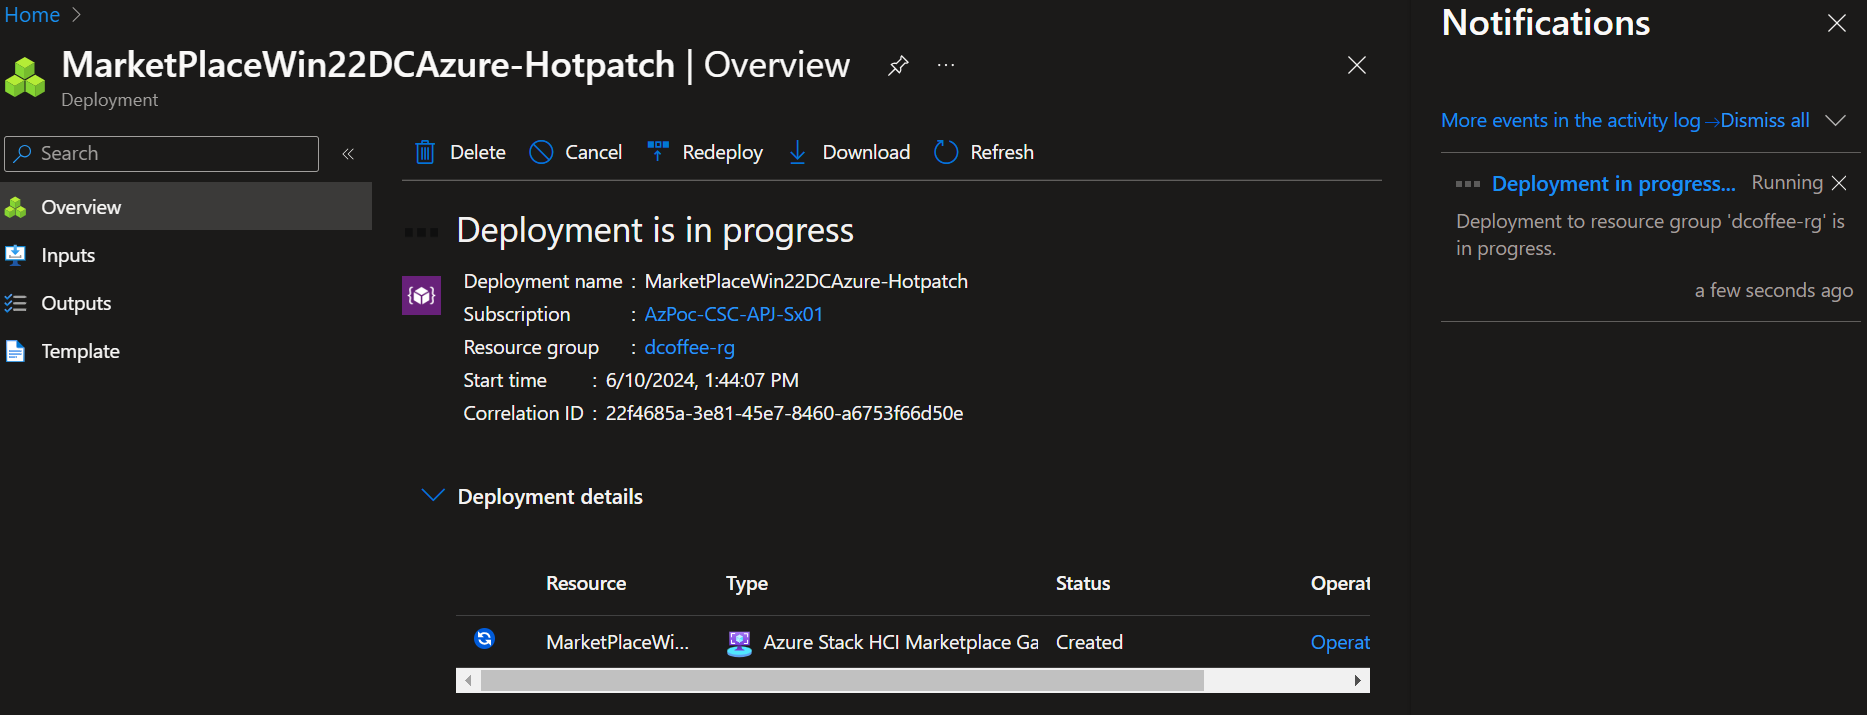 Home
MarketPlaceWin22DCAzure-Hotpatch | Overview
Deployment
Search
Overview
Inputs
Outputs
Template
Delete Cancel Redeploy Download Refresh
Deployment is in progress
Deployment name : MarketPlaceWin22DCAzure-Hotpatch
Subscription : AzPoc-CSC-APJ-Sx01
Resource group : dcoffee-rg
Start time : 6/10/2024, 1:44:07 PM
Correlation ID : 22f4685a-3e81-45e7-8460-a6753f66d50e
Deployment details
Resource Type Status Operat
MarketPlaceWi... Azure Stack HCI Marketplace Ga Created Operat
Notifications
More events in the activity log → Dismiss all
Deployment in progress... Running
Deployment to resource group 'dcoffee-rg' is
in progress.
a few seconds ago